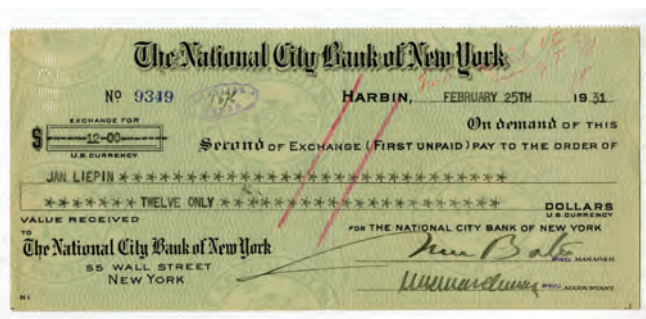 The National City Bank of New York
No 9349
HARBIN, FEBRUARY 25TH 1931
EXCHANGE FOR
$ 12-00
U.S. CURRENCY
On demand OF THIS
Second OF EXCHANGE (FIRST UNPAID) PAY TO THE ORDER OF
JAN LIEPIN ************************************
******* TWELVE ONLY ************************* DOLLARS
U.S. CURRENCY
VALUE RECEIVED
FOR THE NATIONAL CITY BANK OF NEW YORK
TO
The National City Bank of New York
55 WALL STREET
NEW YORK
MANAGER
ACCOUNTANT